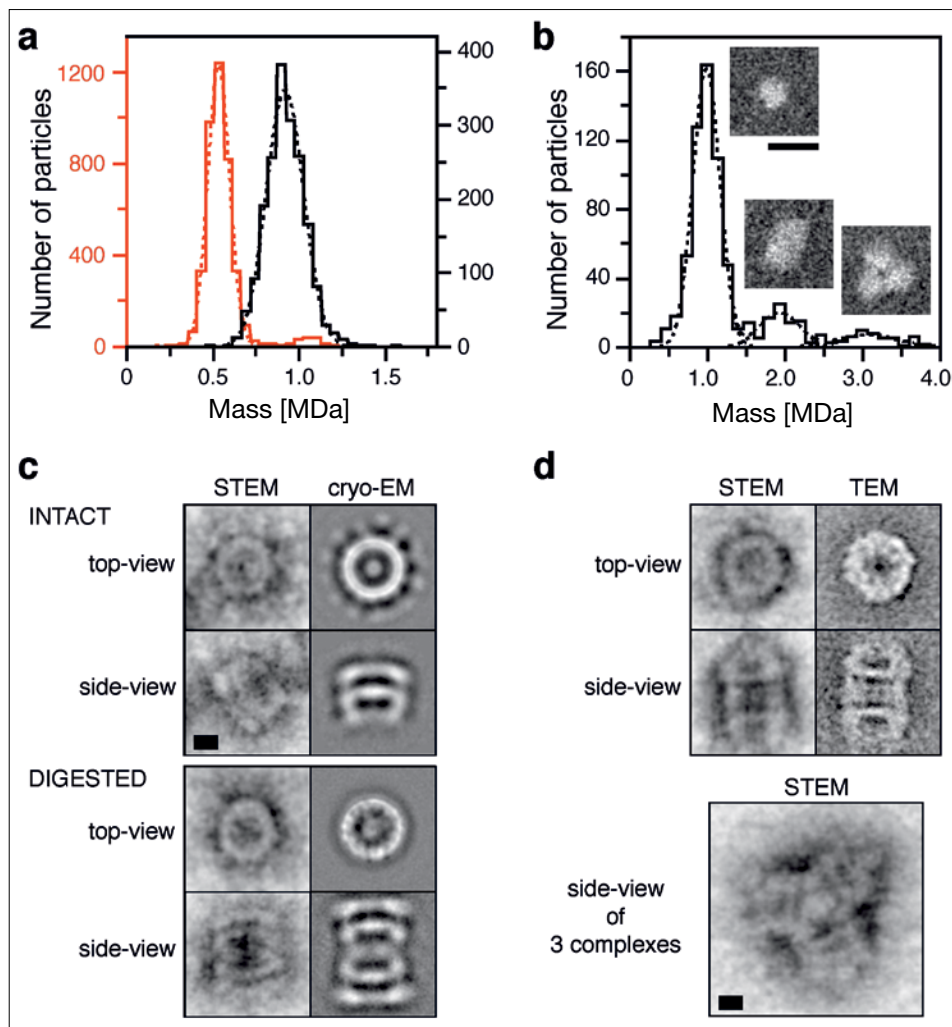 a
b
1200
800
400
0
Number of particles
400
300
200
100
0
0
0.5
1.0
1.5
Mass [MDa]
160
120
80
40
0
Number of particles
0
1.0
2.0
3.0
4.0
Mass [MDa]
c
STEM
cryo-EM
INTACT
top-view
side-view
DIGESTED
top-view
side-view
d
STEM
TEM
top-view
side-view
STEM
side-view
of
3 complexes